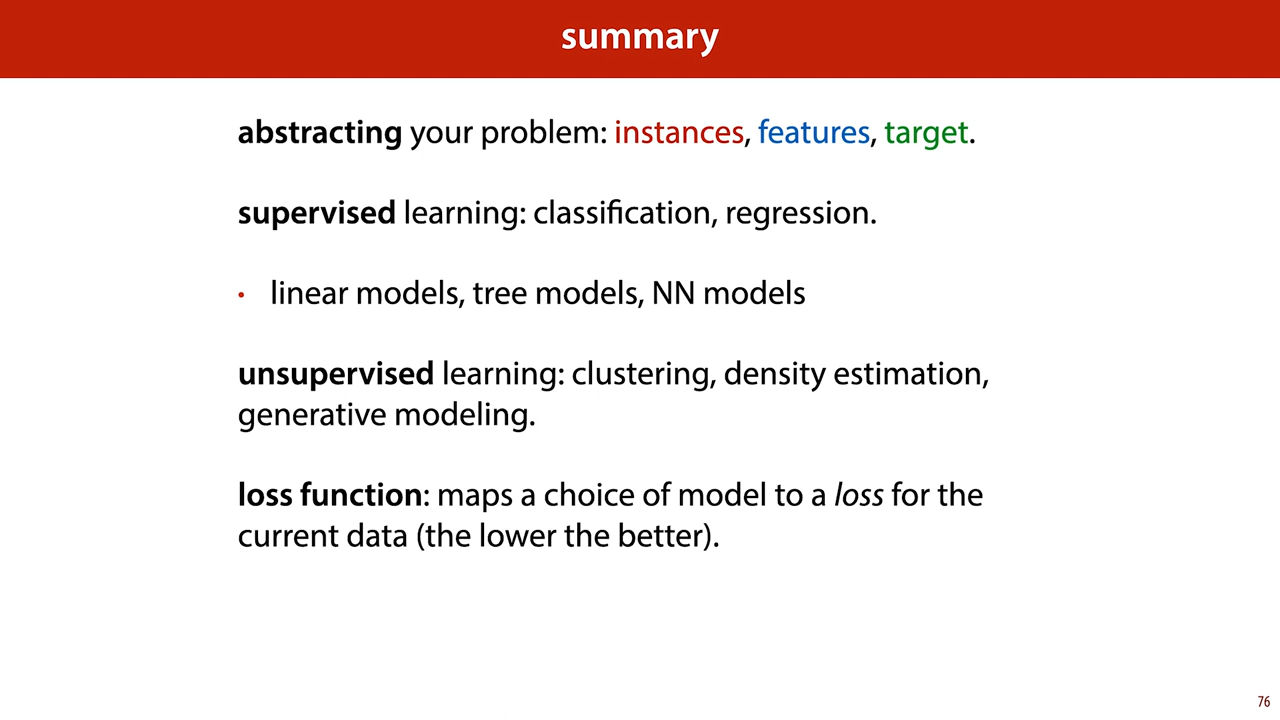 summary
abstracting your problem: instances, features, target.
supervised learning: classification, regression.
• linear models, tree models, NN models
unsupervised learning: clustering, density estimation,
generative modeling.
loss function: maps a choice of model to a loss for the
current data (the lower the better).
76